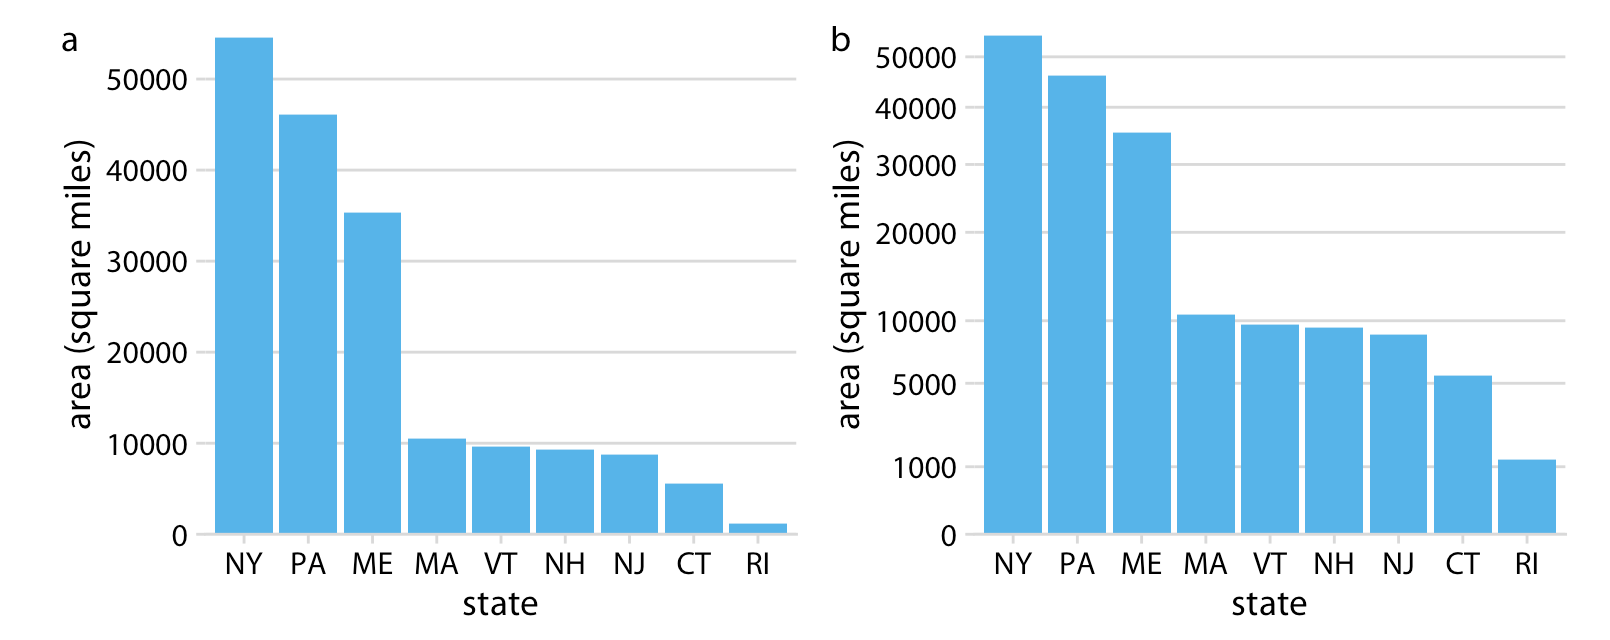 a
area (square miles)
50000
40000
30000
20000
10000
0
NY PA ME MA VT NH NJ CT RI
state
b
area (square miles)
50000
40000
30000
20000
10000
5000
1000
0
NY PA ME MA VT NH NJ CT RI
state